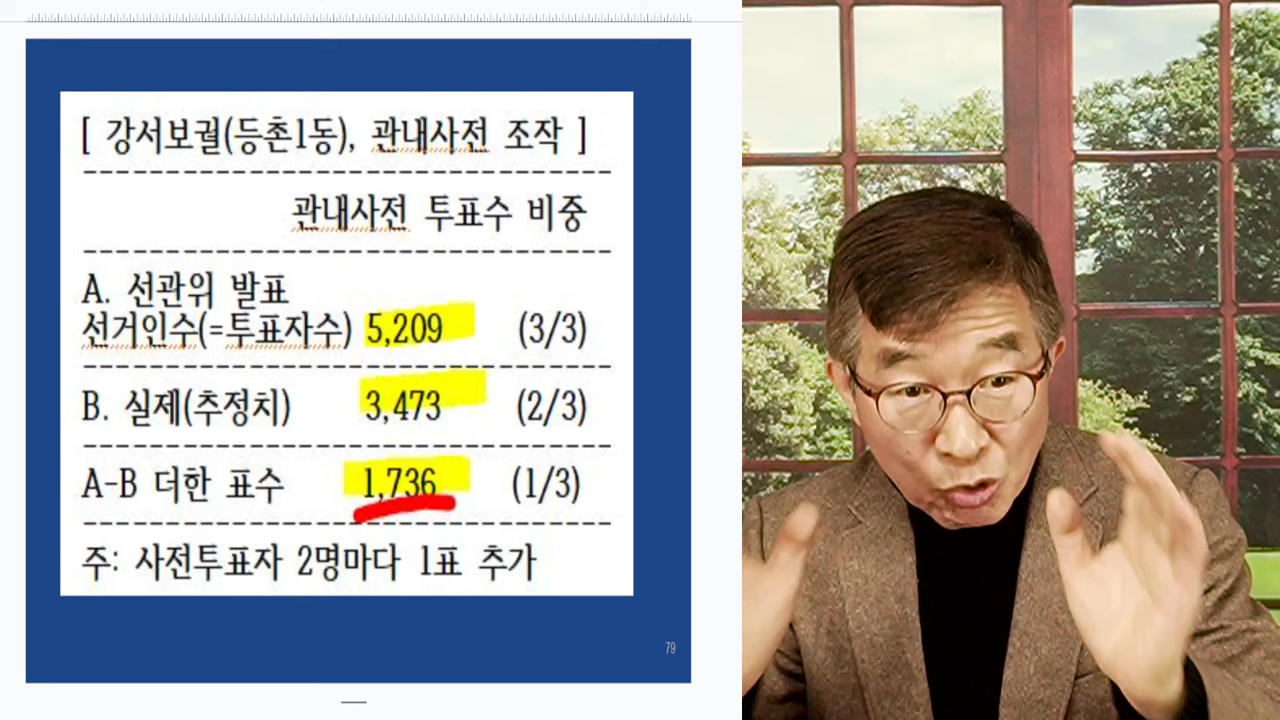 [ 강서보궐(등촌1동), 관내사전 조작 ]
관내사전 투표수 비중
A. 선관위 발표
선거인수(=투표자수) 5,209 (3/3)
B. 실제(추정치) 3,473 (2/3)
A-B 더한 표수 1,736 (1/3)
주: 사전투표자 2명마다 1표 추가
79